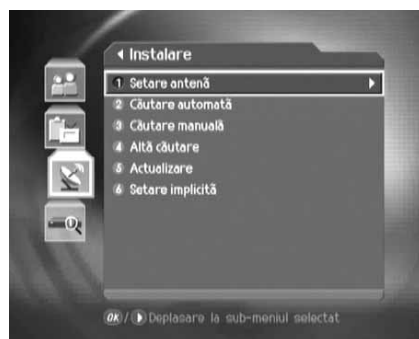 Instalare
1 Setare antenă
2 Căutare automată
3 Căutare manuală
4 Altă căutare
5 Actualizare
6 Setare implicită
OK / Deplasare la sub-meniul selectat